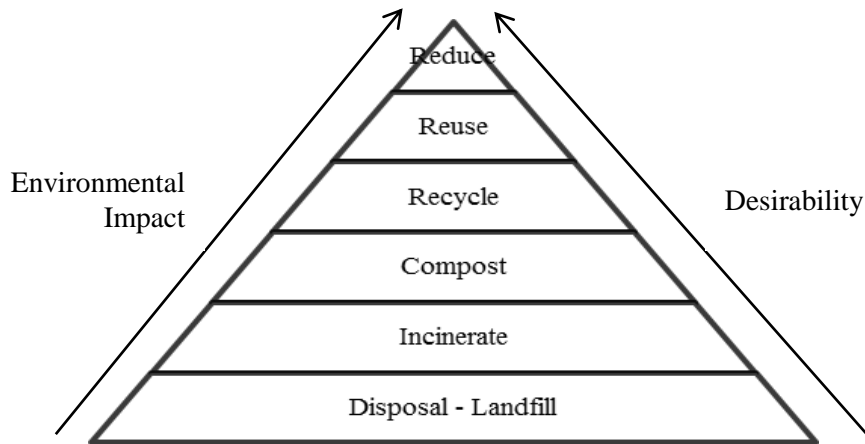 Reduce
Reuse
Environmental
Impact
Recycle
Desirability
Compost
Incinerate
Disposal - Landfill